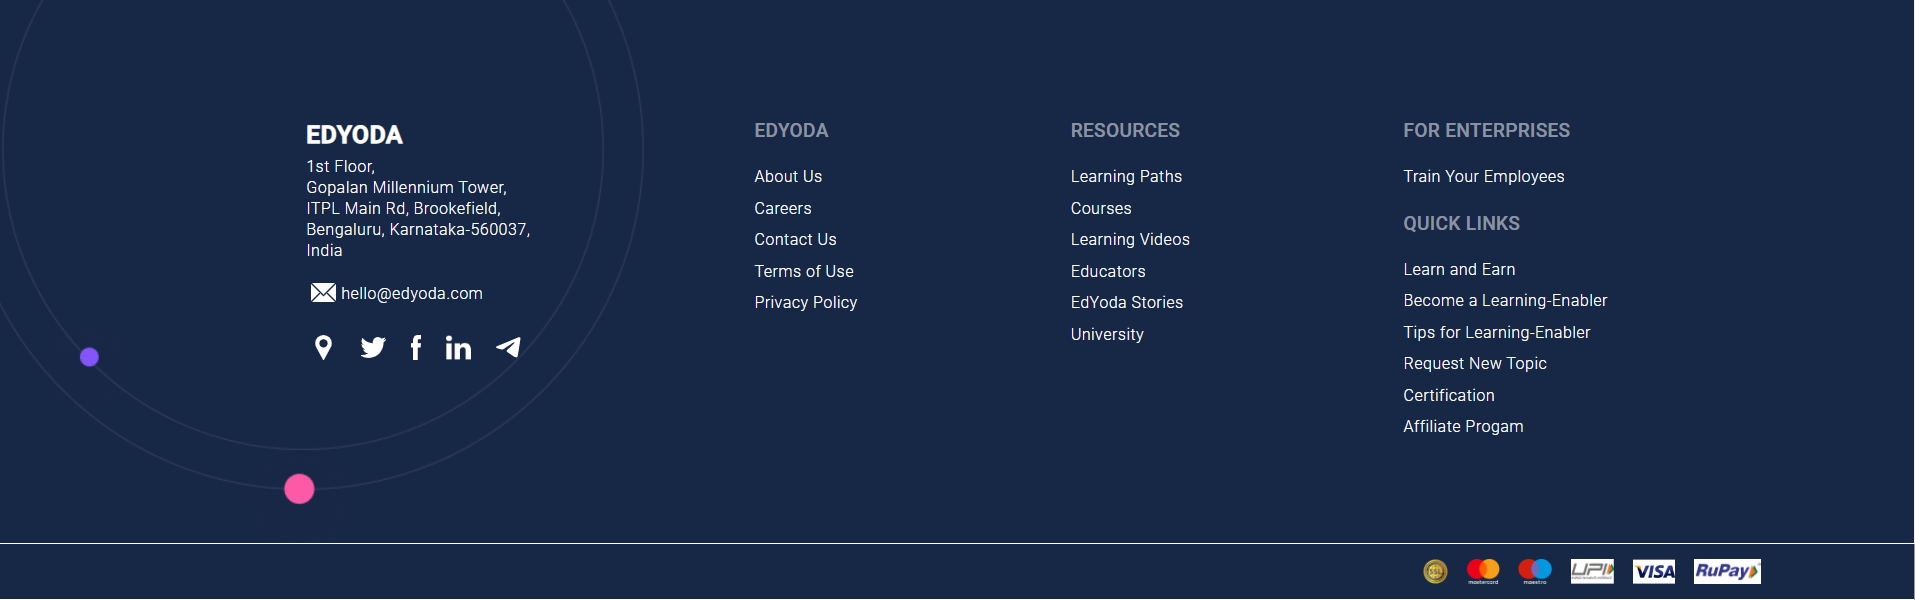 EDYODA
1st Floor,
Gopalan Millennium Tower,
ITPL Main Rd, Brookefield,
Bengaluru, Karnataka-560037,
India
hello@edyoda.com
EDYODA
About Us
Careers
Contact Us
Terms of Use
Privacy Policy
RESOURCES
Learning Paths
Courses
Learning Videos
Educators
EdYoda Stories
University
FOR ENTERPRISES
Train Your Employees
QUICK LINKS
Learn and Earn
Become a Learning-Enabler
Tips for Learning-Enabler
Request New Topic
Certification
Affiliate Progam
mastercard
maestro
UPI
VISA
RuPay